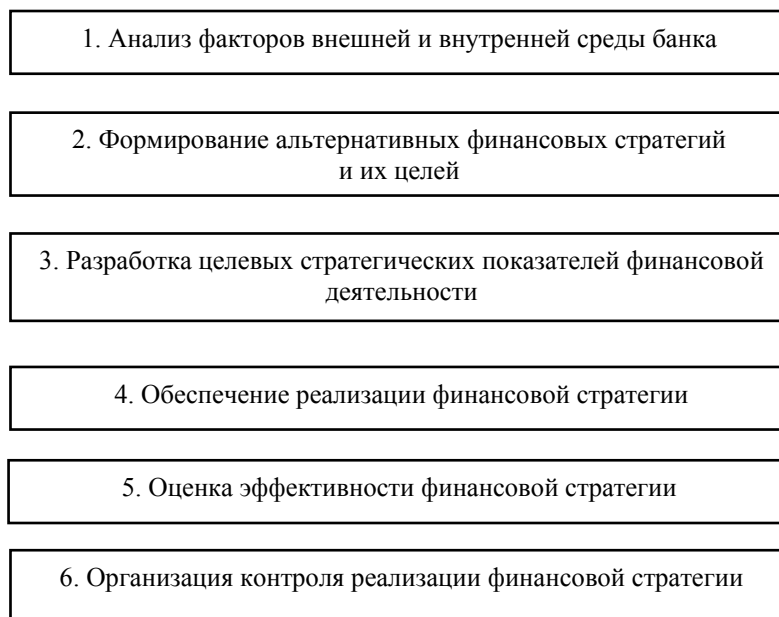 1. Анализ факторов внешней и внутренней среды банка
2. Формирование альтернативных финансовых стратегий
и их целей
3. Разработка целевых стратегических показателей финансовой
деятельности
4. Обеспечение реализации финансовой стратегии
5. Оценка эффективности финансовой стратегии
6. Организация контроля реализации финансовой стратегии